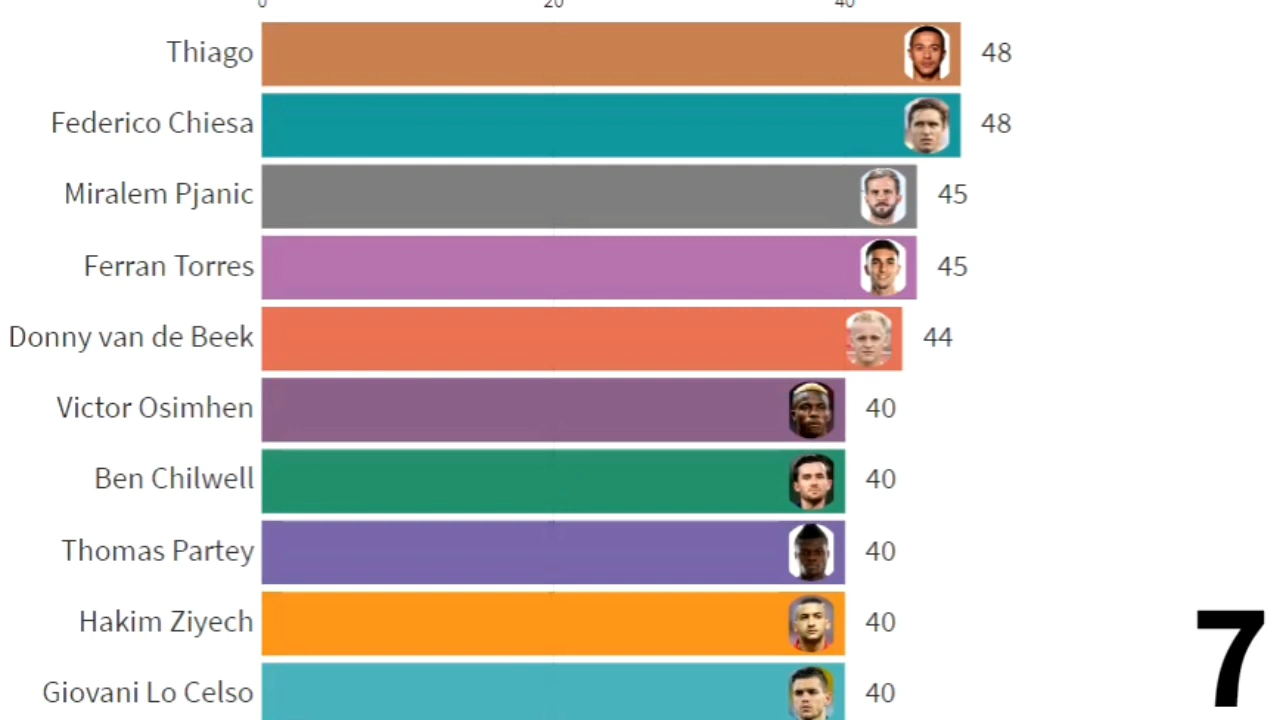 0 20 40
Thiago 48
Federico Chiesa 48
Miralem Pjanic 45
Ferran Torres 45
Donny van de Beek 44
Victor Osimhen 40
Ben Chilwell 40
Thomas Partey 40
Hakim Ziyech 40
Giovani Lo Celso 40
7